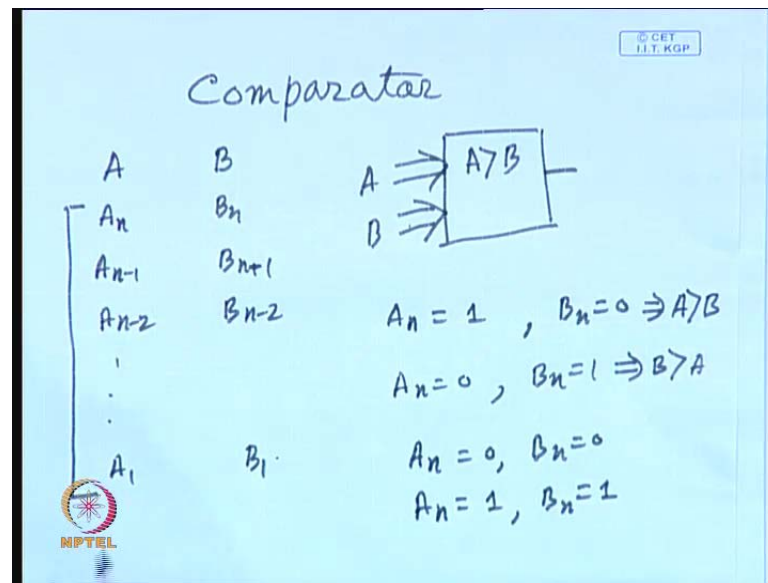 © CET
I.I.T. KGP
Comparator
A B
An Bn
An-1 Bn+1
An-2 Bn-2
A1 B1.
A
B
A>B
An = 1 , Bn=0 ⇒ A>B
An=0 , Bn=1 ⇒ B>A
An = 0, Bn=0
An = 1, Bn=1
NPTEL